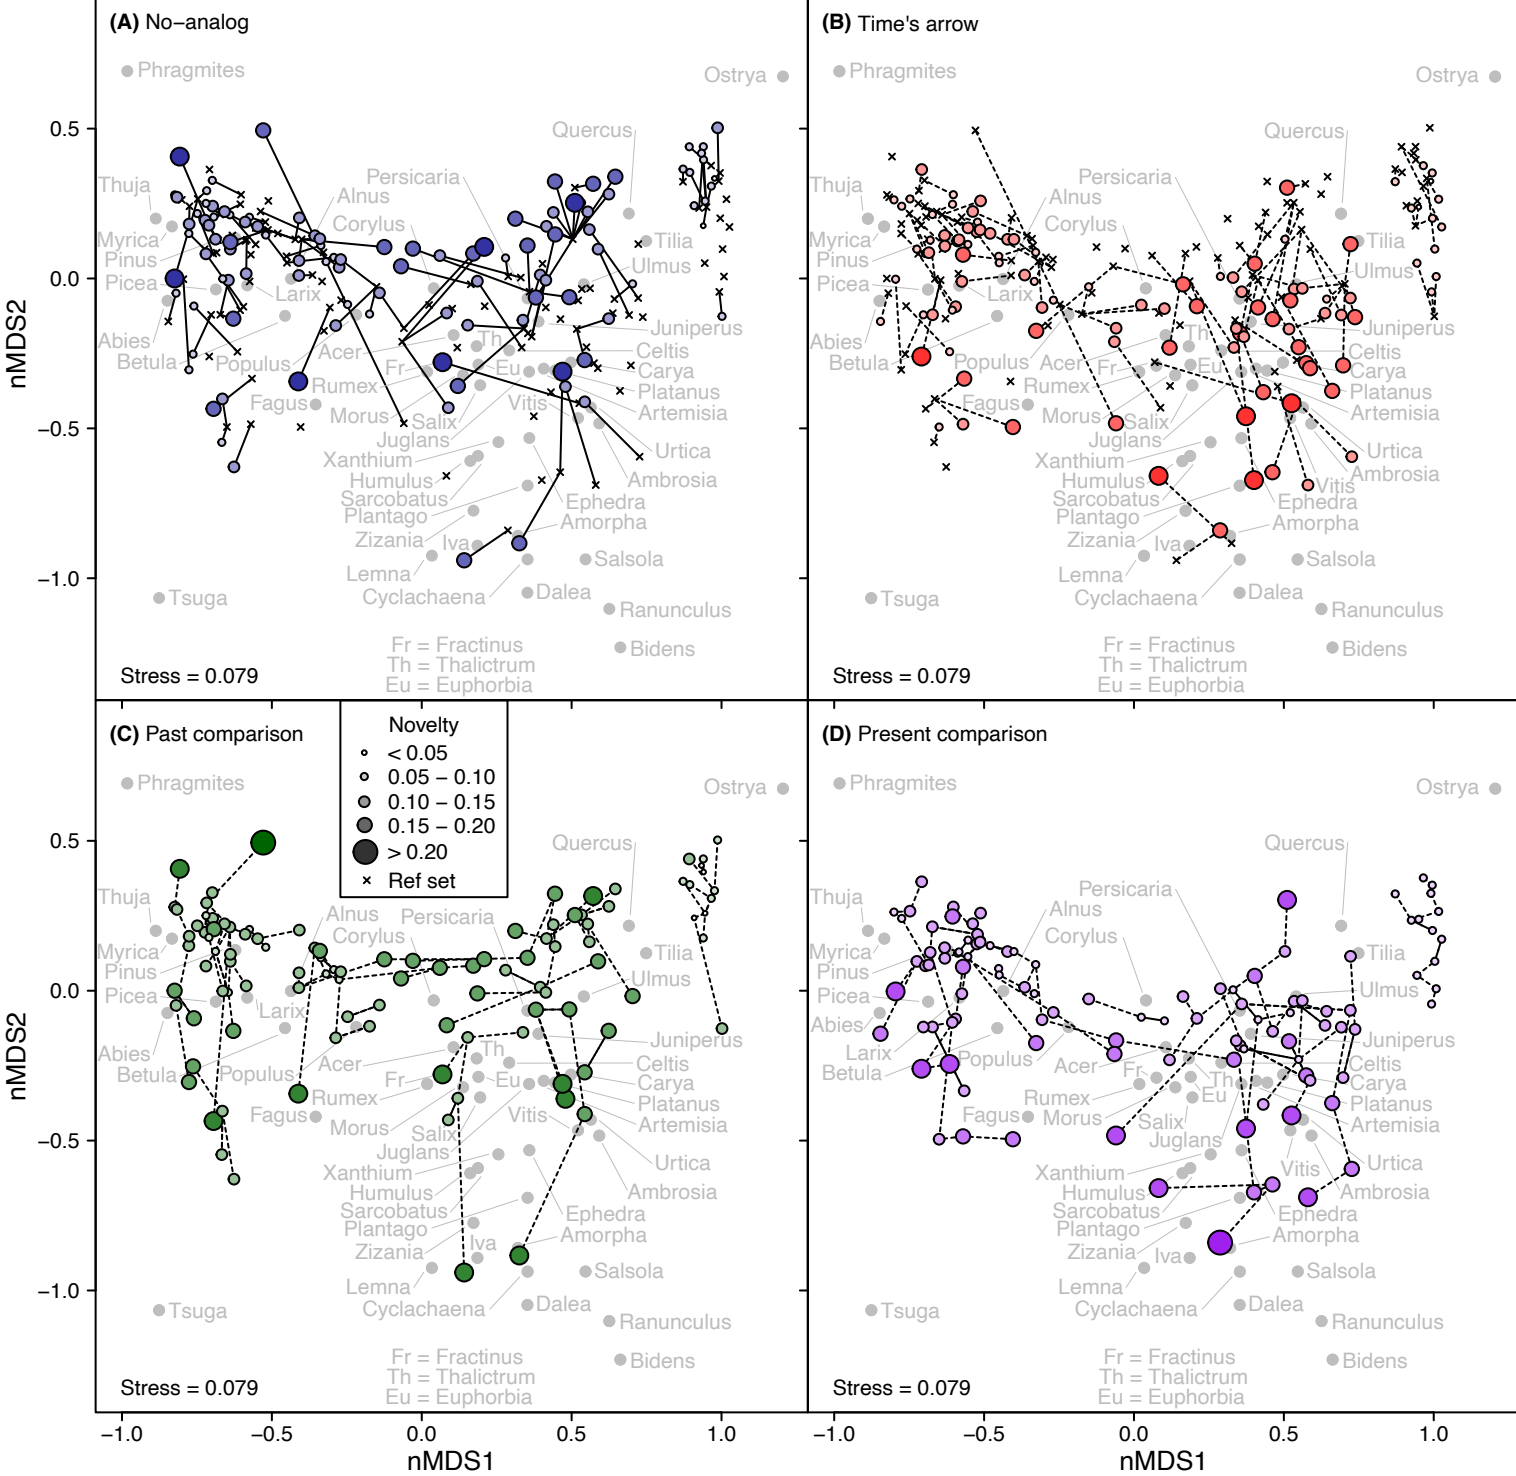 (A) No−analog
Phragmites
Ostrya
Quercus
Persicaria
Thuja
Alnus
Corylus
Myrica
Tilia
Pinus
Ulmus
Picea
Larix
Juniperus
Abies
Th
Acer
Celtis
Betula
Populus
Fr
Eu
Carya
Rumex
Platanus
Fagus
Vitis
Artemisia
Morus
Salix
Juglans
Urtica
Xanthium
Humulus
Ambrosia
Sarcobatus
Ephedra
Plantago
Amorpha
Zizania
Iva
Salsola
Lemna
Cyclachaena
Dalea
Tsuga
Ranunculus
Fr = Fractinus
Bidens
Th = Thalictrum
Eu = Euphorbia
Stress = 0.079
0.5
0.0
−0.5
−1.0
nMDS2
(B) Time's arrow
Phragmites
Ostrya
Quercus
Persicaria
Thuja
Alnus
Corylus
Myrica
Tilia
Pinus
Ulmus
Picea
Larix
Juniperus
Abies
Th
Betula
Populus
Acer
Fr
Eu
Celtis
Carya
Rumex
Platanus
Fagus
Morus
Salix
Artemisia
Juglans
Urtica
Xanthium
Humulus
Vitis
Ambrosia
Sarcobatus
Ephedra
Plantago
Amorpha
Zizania
Iva
Salsola
Lemna
Cyclachaena
Dalea
Tsuga
Ranunculus
Fr = Fractinus
Bidens
Th = Thalictrum
Eu = Euphorbia
Stress = 0.079
(C) Past comparison
Novelty
< 0.05
0.05 − 0.10
0.10 − 0.15
0.15 − 0.20
> 0.20
Ref set
Phragmites
Ostrya
Quercus
Thuja
Alnus
Persicaria
Corylus
Myrica
Tilia
Pinus
Ulmus
Picea
Larix
Juniperus
Abies
Th
Acer
Celtis
Betula
Populus
Fr
Eu
Carya
Rumex
Platanus
Fagus
Vitis
Artemisia
Morus
Salix
Juglans
Urtica
Xanthium
Humulus
Ambrosia
Sarcobatus
Ephedra
Plantago
Amorpha
Zizania
Iva
Salsola
Lemna
Cyclachaena
Dalea
Tsuga
Ranunculus
Fr = Fractinus
Bidens
Th = Thalictrum
Eu = Euphorbia
Stress = 0.079
0.5
0.0
−0.5
−1.0
nMDS2
−1.0
−0.5
0.0
0.5
1.0
nMDS1
(D) Present comparison
Phragmites
Ostrya
Quercus
Persicaria
Thuja
Alnus
Corylus
Myrica
Tilia
Pinus
Ulmus
Picea
Abies
Juniperus
Larix
Populus
Acer
Celtis
Betula
Fr
Th
Carya
Rumex
Eu
Platanus
Fagus
Morus
Salix
Artemisia
Juglans
Urtica
Xanthium
Vitis
Humulus
Ambrosia
Sarcobatus
Ephedra
Plantago
Amorpha
Zizania
Iva
Salsola
Lemna
Cyclachaena
Dalea
Tsuga
Ranunculus
Fr = Fractinus
Bidens
Th = Thalictrum
Eu = Euphorbia
Stress = 0.079
−1.0
−0.5
0.0
0.5
1.0
nMDS1